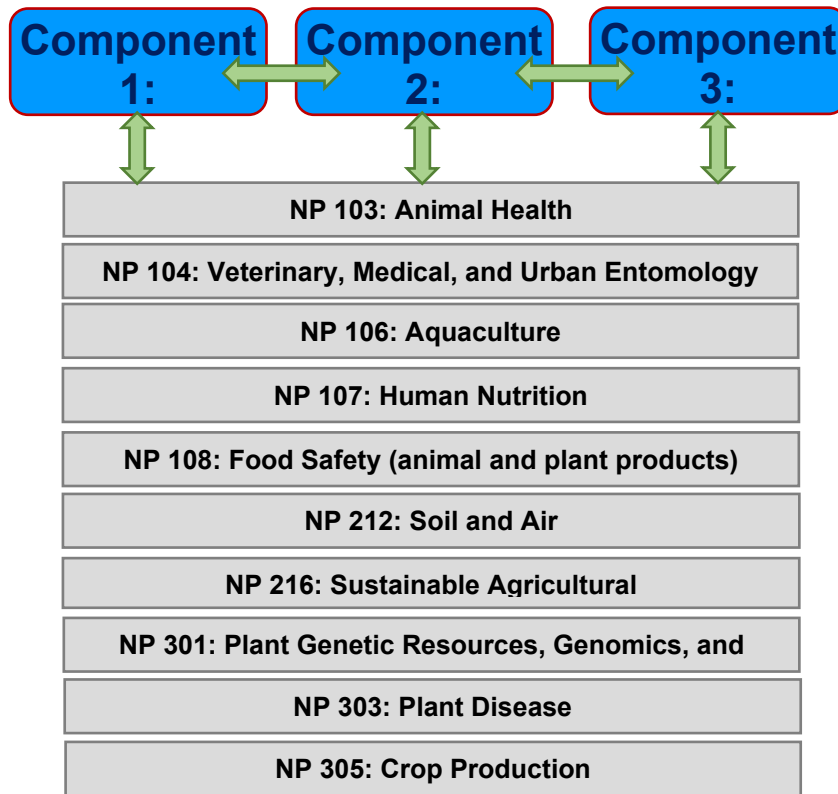 Component
1:
Component
2:
Component
3:
NP 103: Animal Health
NP 104: Veterinary, Medical, and Urban Entomology
NP 106: Aquaculture
NP 107: Human Nutrition
NP 108: Food Safety (animal and plant products)
NP 212: Soil and Air
NP 216: Sustainable Agricultural
NP 301: Plant Genetic Resources, Genomics, and
NP 303: Plant Disease
NP 305: Crop Production